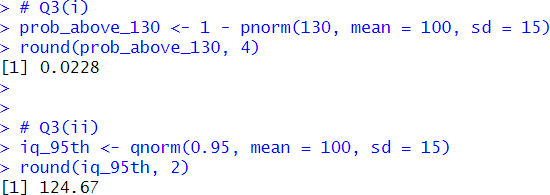 > # Q3(i)
> prob_above_130 <- 1 - pnorm(130, mean = 100, sd = 15)
> round(prob_above_130, 4)
[1] 0.0228
>
>
> # Q3(ii)
> iq_95th <- qnorm(0.95, mean = 100, sd = 15)
> round(iq_95th, 2)
[1] 124.67